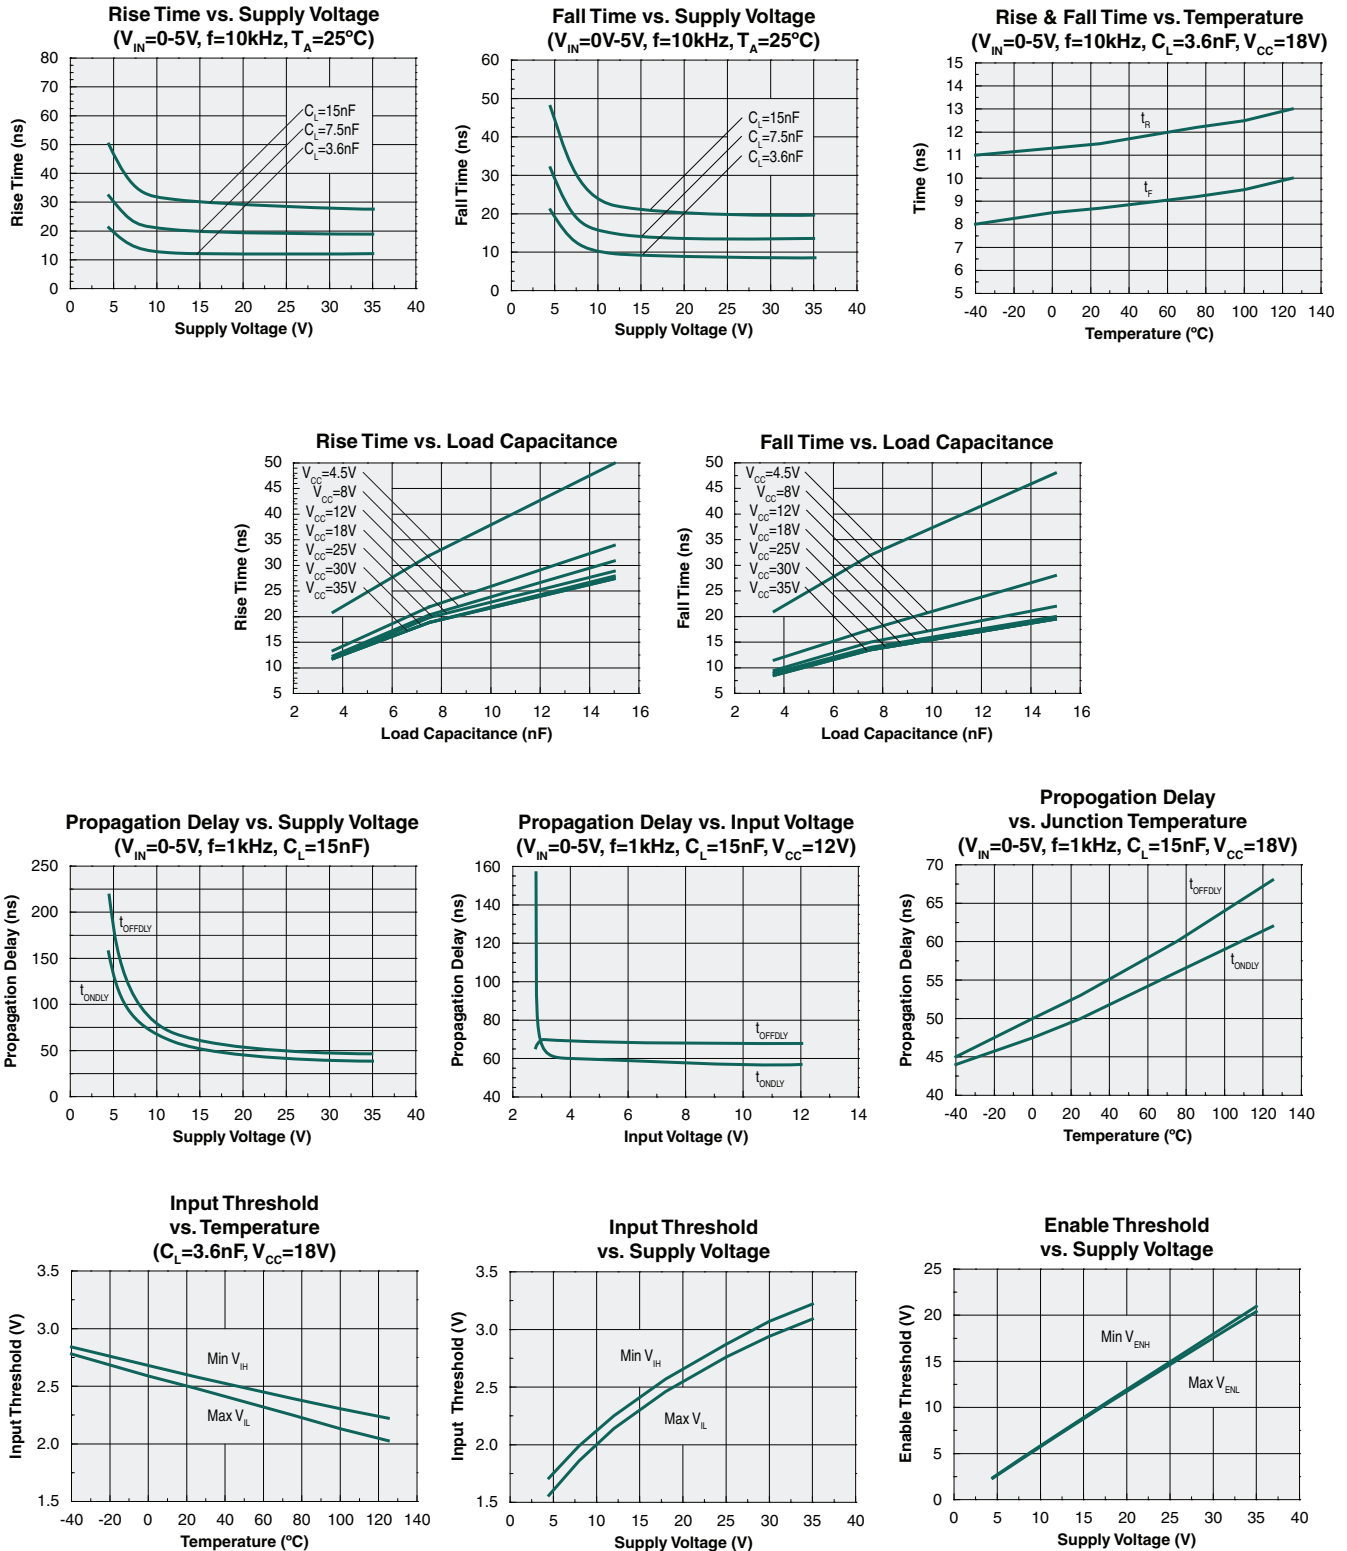 Rise Time vs. Supply Voltage
(VIN=0-5V, f=10kHz, TA=25ºC)
Rise Time (ns)
80
70
60
50
40
30
20
10
0
CL=15nF
CL=7.5nF
CL=3.6nF
0 5 10 15 20 25 30 35 40
Supply Voltage (V)
Fall Time vs. Supply Voltage
(VIN=0V-5V, f=10kHz, TA=25ºC)
Fall Time (ns)
60
50
40
30
20
10
0
CL=15nF
CL=7.5nF
CL=3.6nF
0 5 10 15 20 25 30 35 40
Supply Voltage (V)
Rise & Fall Time vs. Temperature
(VIN=0-5V, f=10kHz, CL=3.6nF, VCC=18V)
Time (ns)
15
14
13
12
11
10
9
8
7
6
5
tR
tF
-40 -20 0 20 40 60 80 100 120 140
Temperature (ºC)
Rise Time vs. Load Capacitance
Rise Time (ns)
50
45
40
35
30
25
20
15
10
5
VCC=4.5V
VCC=8V
VCC=12V
VCC=18V
VCC=25V
VCC=30V
VCC=35V
2 4 6 8 10 12 14 16
Load Capacitance (nF)
Fall Time vs. Load Capacitance
Fall Time (ns)
50
45
40
35
30
25
20
15
10
5
VCC=4.5V
VCC=8V
VCC=12V
VCC=18V
VCC=25V
VCC=30V
VCC=35V
2 4 6 8 10 12 14 16
Load Capacitance (nF)
Propagation Delay vs. Supply Voltage
(VIN=0-5V, f=1kHz, CL=15nF)
Propagation Delay (ns)
250
200
150
100
50
0
tOFFDLY
tONDLY
0 5 10 15 20 25 30 35 40
Supply Voltage (V)
Propagation Delay vs. Input Voltage
(VIN=0-5V, f=1kHz, CL=15nF, VCC=12V)
Propagation Delay (ns)
160
140
120
100
80
60
40
tOFFDLY
tONDLY
2 4 6 8 10 12 14
Input Voltage (V)
Propogation Delay
vs. Junction Temperature
(VIN=0-5V, f=1kHz, CL=15nF, VCC=18V)
Propagation Delay (ns)
70
65
60
55
50
45
40
tOFFDLY
tONDLY
-40 -20 0 20 40 60 80 100 120 140
Temperature (ºC)
Input Threshold
vs. Temperature
(CL=3.6nF, VCC=18V)
Input Threshold (V)
3.5
3.0
2.5
2.0
1.5
Min VIH
Max VIL
-40 -20 0 20 40 60 80 100 120 140
Temperature (ºC)
Input Threshold
vs. Supply Voltage
Input Threshold (V)
3.5
3.0
2.5
2.0
1.5
Min VIH
Max VIL
0 5 10 15 20 25 30 35 40
Supply Voltage (V)
Enable Threshold
vs. Supply Voltage
Enable Threshold (V)
25
20
15
10
5
0
Min VENH
Max VENL
0 5 10 15 20 25 30 35 40
Supply Voltage (V)